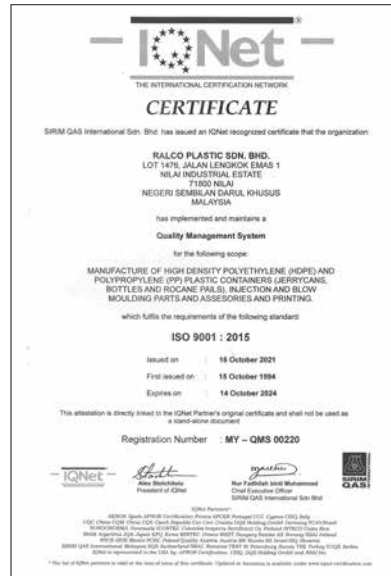 IQNet
®
THE INTERNATIONAL CERTIFICATION NETWORK
CERTIFICATE
SIRIM QAS International Sdn. Bhd. has issued an IQNet recognized certificate that the organization:
RALCO PLASTIC SDN. BHD.
LOT 1476, JALAN LENGKOK EMAS 1
NILAI INDUSTRIAL ESTATE
71800 NILAI
NEGERI SEMBILAN DARUL KHUSUS
MALAYSIA
has implemented and maintains a
Quality Management System
for the following scope:
MANUFACTURE OF HIGH DENSITY POLYETHYLENE (HDPE) AND
POLYPROPYLENE (PP) PLASTIC CONTAINERS (JERRYCANS,
BOTTLES AND ROCANE PAILS), INJECTION AND BLOW
MOULDING PARTS AND ASSESORIES AND PRINTING.
which fulfils the requirements of the following standard:
ISO 9001 : 2015
Issued on : 16 October 2021
First issued on : 15 October 1994
Expires on : 14 October 2024
This attestation is directly linked to the IQNet Partner's original certificate and shall not be used as
a stand-alone document
Registration Number : MY – QMS 00220
IQNet
Alex Stoichitoiu
President of IQNet
Nur Fadhilah binti Muhammad
Chief Executive Officer
SIRIM QAS International Sdn Bhd
SIRIM
QAS
IQNet Partners*: